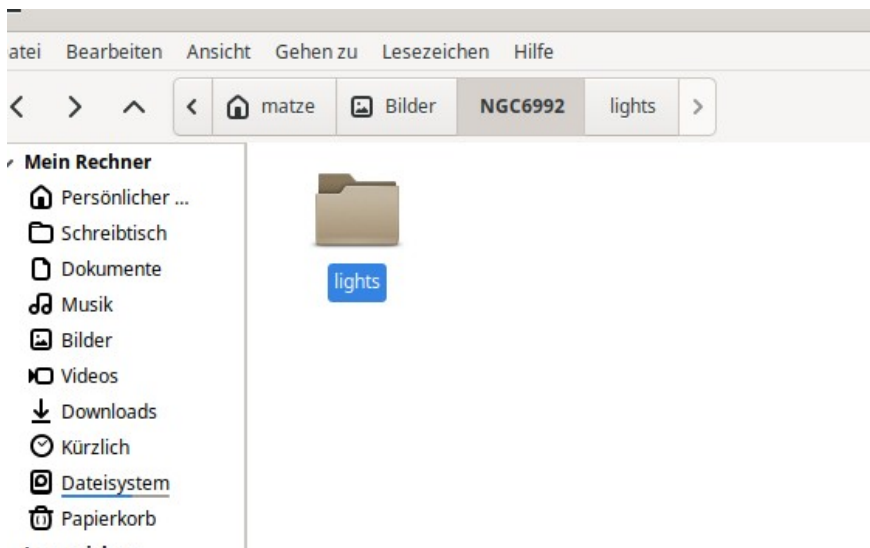 atei Bearbeiten Ansicht Gehen zu Lesezeichen Hilfe
matze Bilder NGC6992 lights
Mein Rechner
Persönlicher ...
Schreibtisch
Dokumente
Musik
Bilder
Videos
Downloads
Kürzlich
Dateisystem
Papierkorb
lights